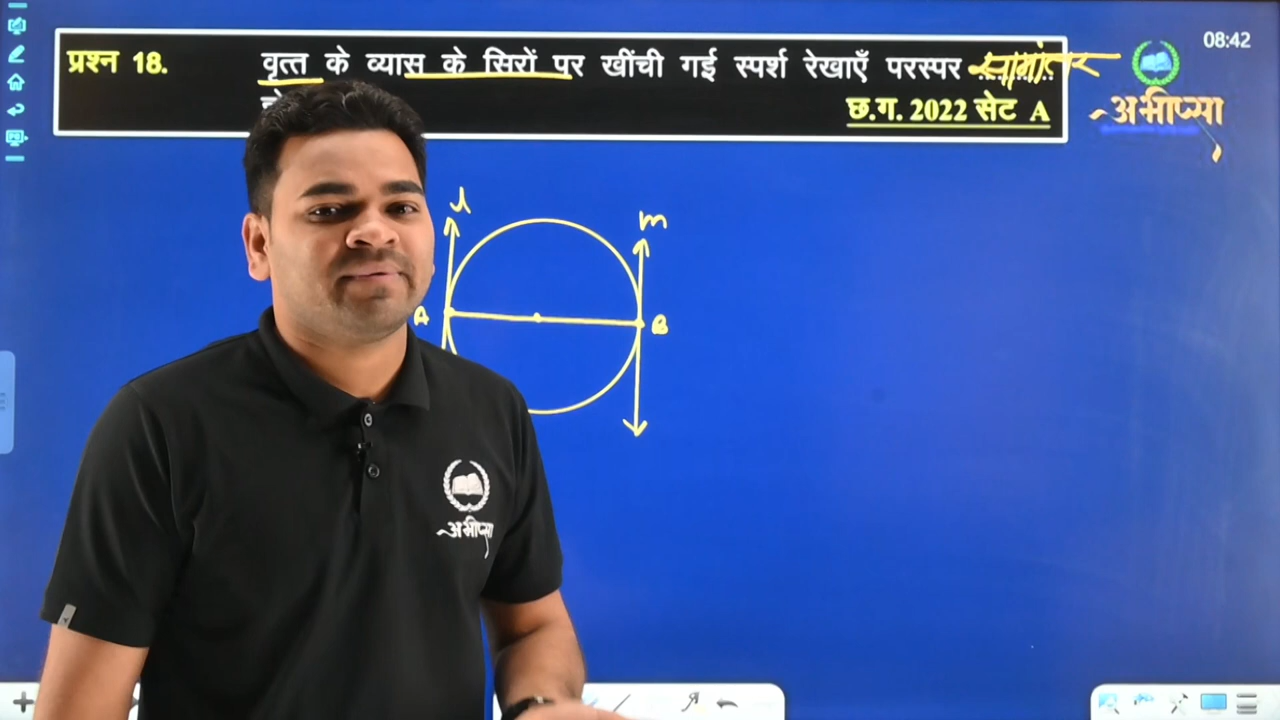 08:42
प्रश्न 18. वृत्त के व्यास के सिरों पर खींची गई स्पर्श रेखाएँ परस्पर समांतर
छ.ग. 2022 सेट A
अभीप्सा
m
A B
अभीप्सा